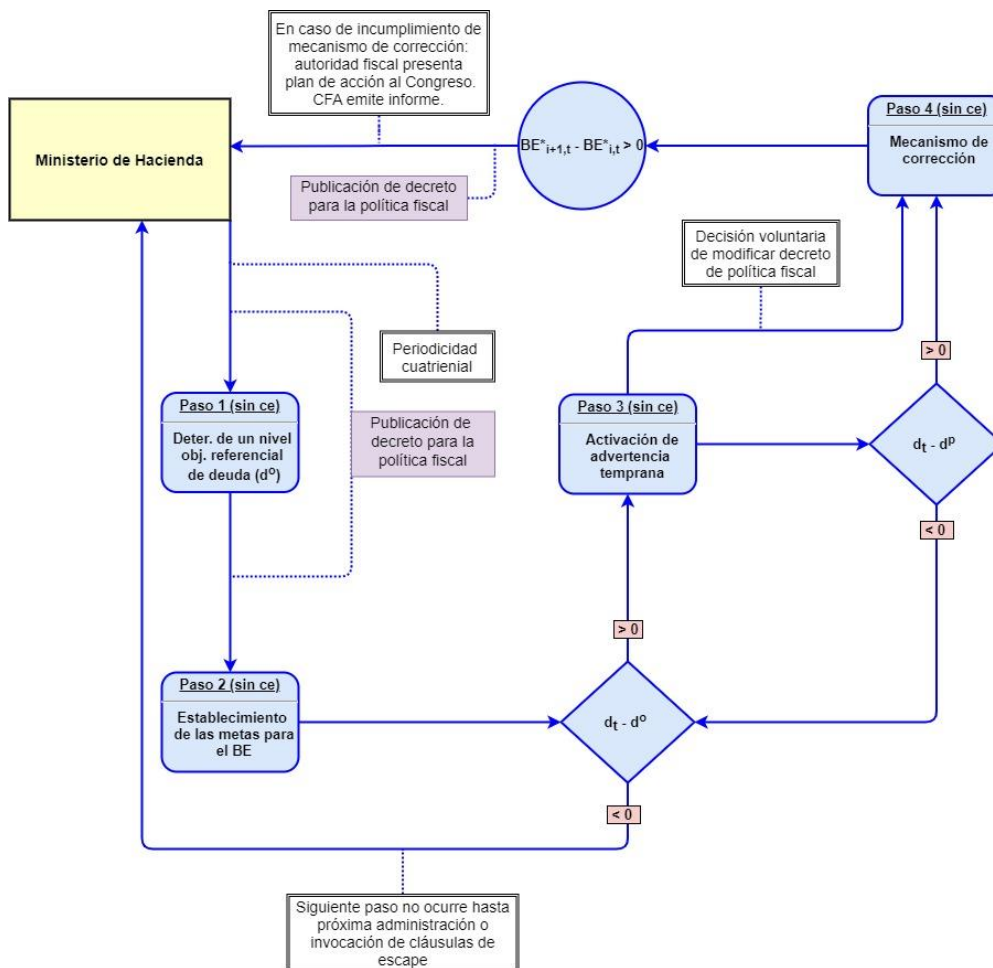 En caso de incumplimiento de
mecanismo de corrección:
autoridad fiscal presenta
plan de acción al Congreso.
CFA emite informe.
Ministerio de Hacienda
BE*i+1,t - BE*i,t > 0
Paso 4 (sin ce)
Mecanismo de
corrección
Publicación de decreto
para la política fiscal
Decisión voluntaria
de modificar decreto
de política fiscal
Periodicidad
cuatrienial
> 0
Paso 1 (sin ce)
Deter. de un nivel
obj. referencial
de deuda (dº)
Publicación de
decreto para la
política fiscal
Paso 3 (sin ce)
Activación de
advertencia
temprana
dt - dp
< 0
> 0
Paso 2 (sin ce)
Establecimiento
de las metas para
el BE
dt - dº
< 0
Siguiente paso no ocurre hasta
próxima administración o
invocación de cláusulas de
escape